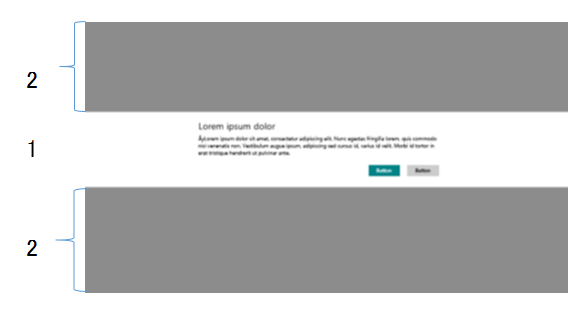 2
Lorem ipsum dolor
1
Lorem ipsum dolor sit amet, consectetur adipiscing elit. Nunc egestas fringilla lorem, quis commodo
nisl venenatis non. Vestibulum augue ipsum, adipiscing sed cursus id, varius id velit. Morbi id tortor in
erat tristique hendrerit ut pulvinar ante.
Button Button
2